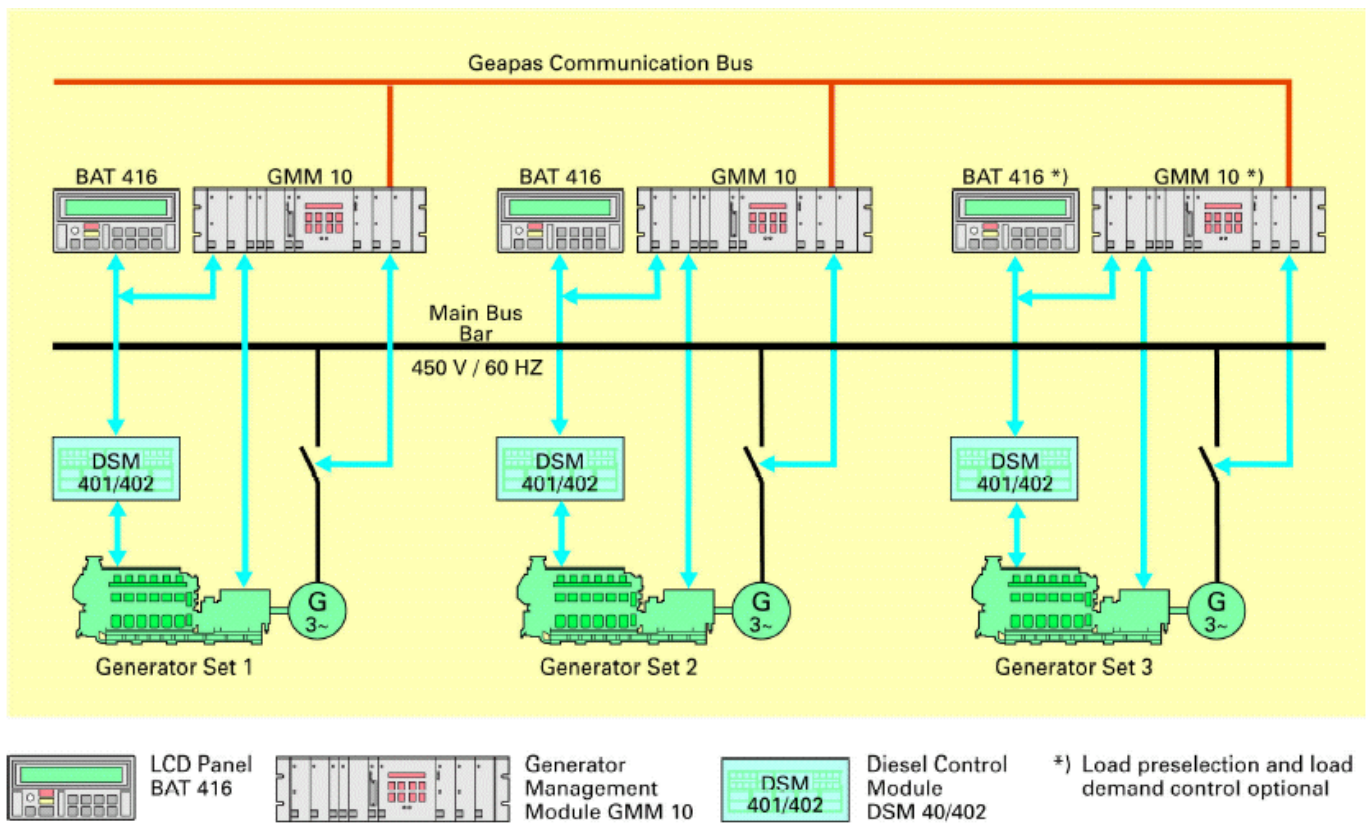 Geapas Communication Bus
BAT 416
GMM 10
BAT 416
GMM 10
BAT 416 *)
GMM 10 *)
Main Bus
Bar
450 V / 60 HZ
DSM
401/402
DSM
401/402
DSM
401/402
G
3~
G
3~
G
3~
Generator Set 1
Generator Set 2
Generator Set 3
LCD Panel
BAT 416
Generator
Management
Module GMM 10
DSM
401/402
Diesel Control
Module
DSM 40/402
*) Load preselection and load
demand control optional